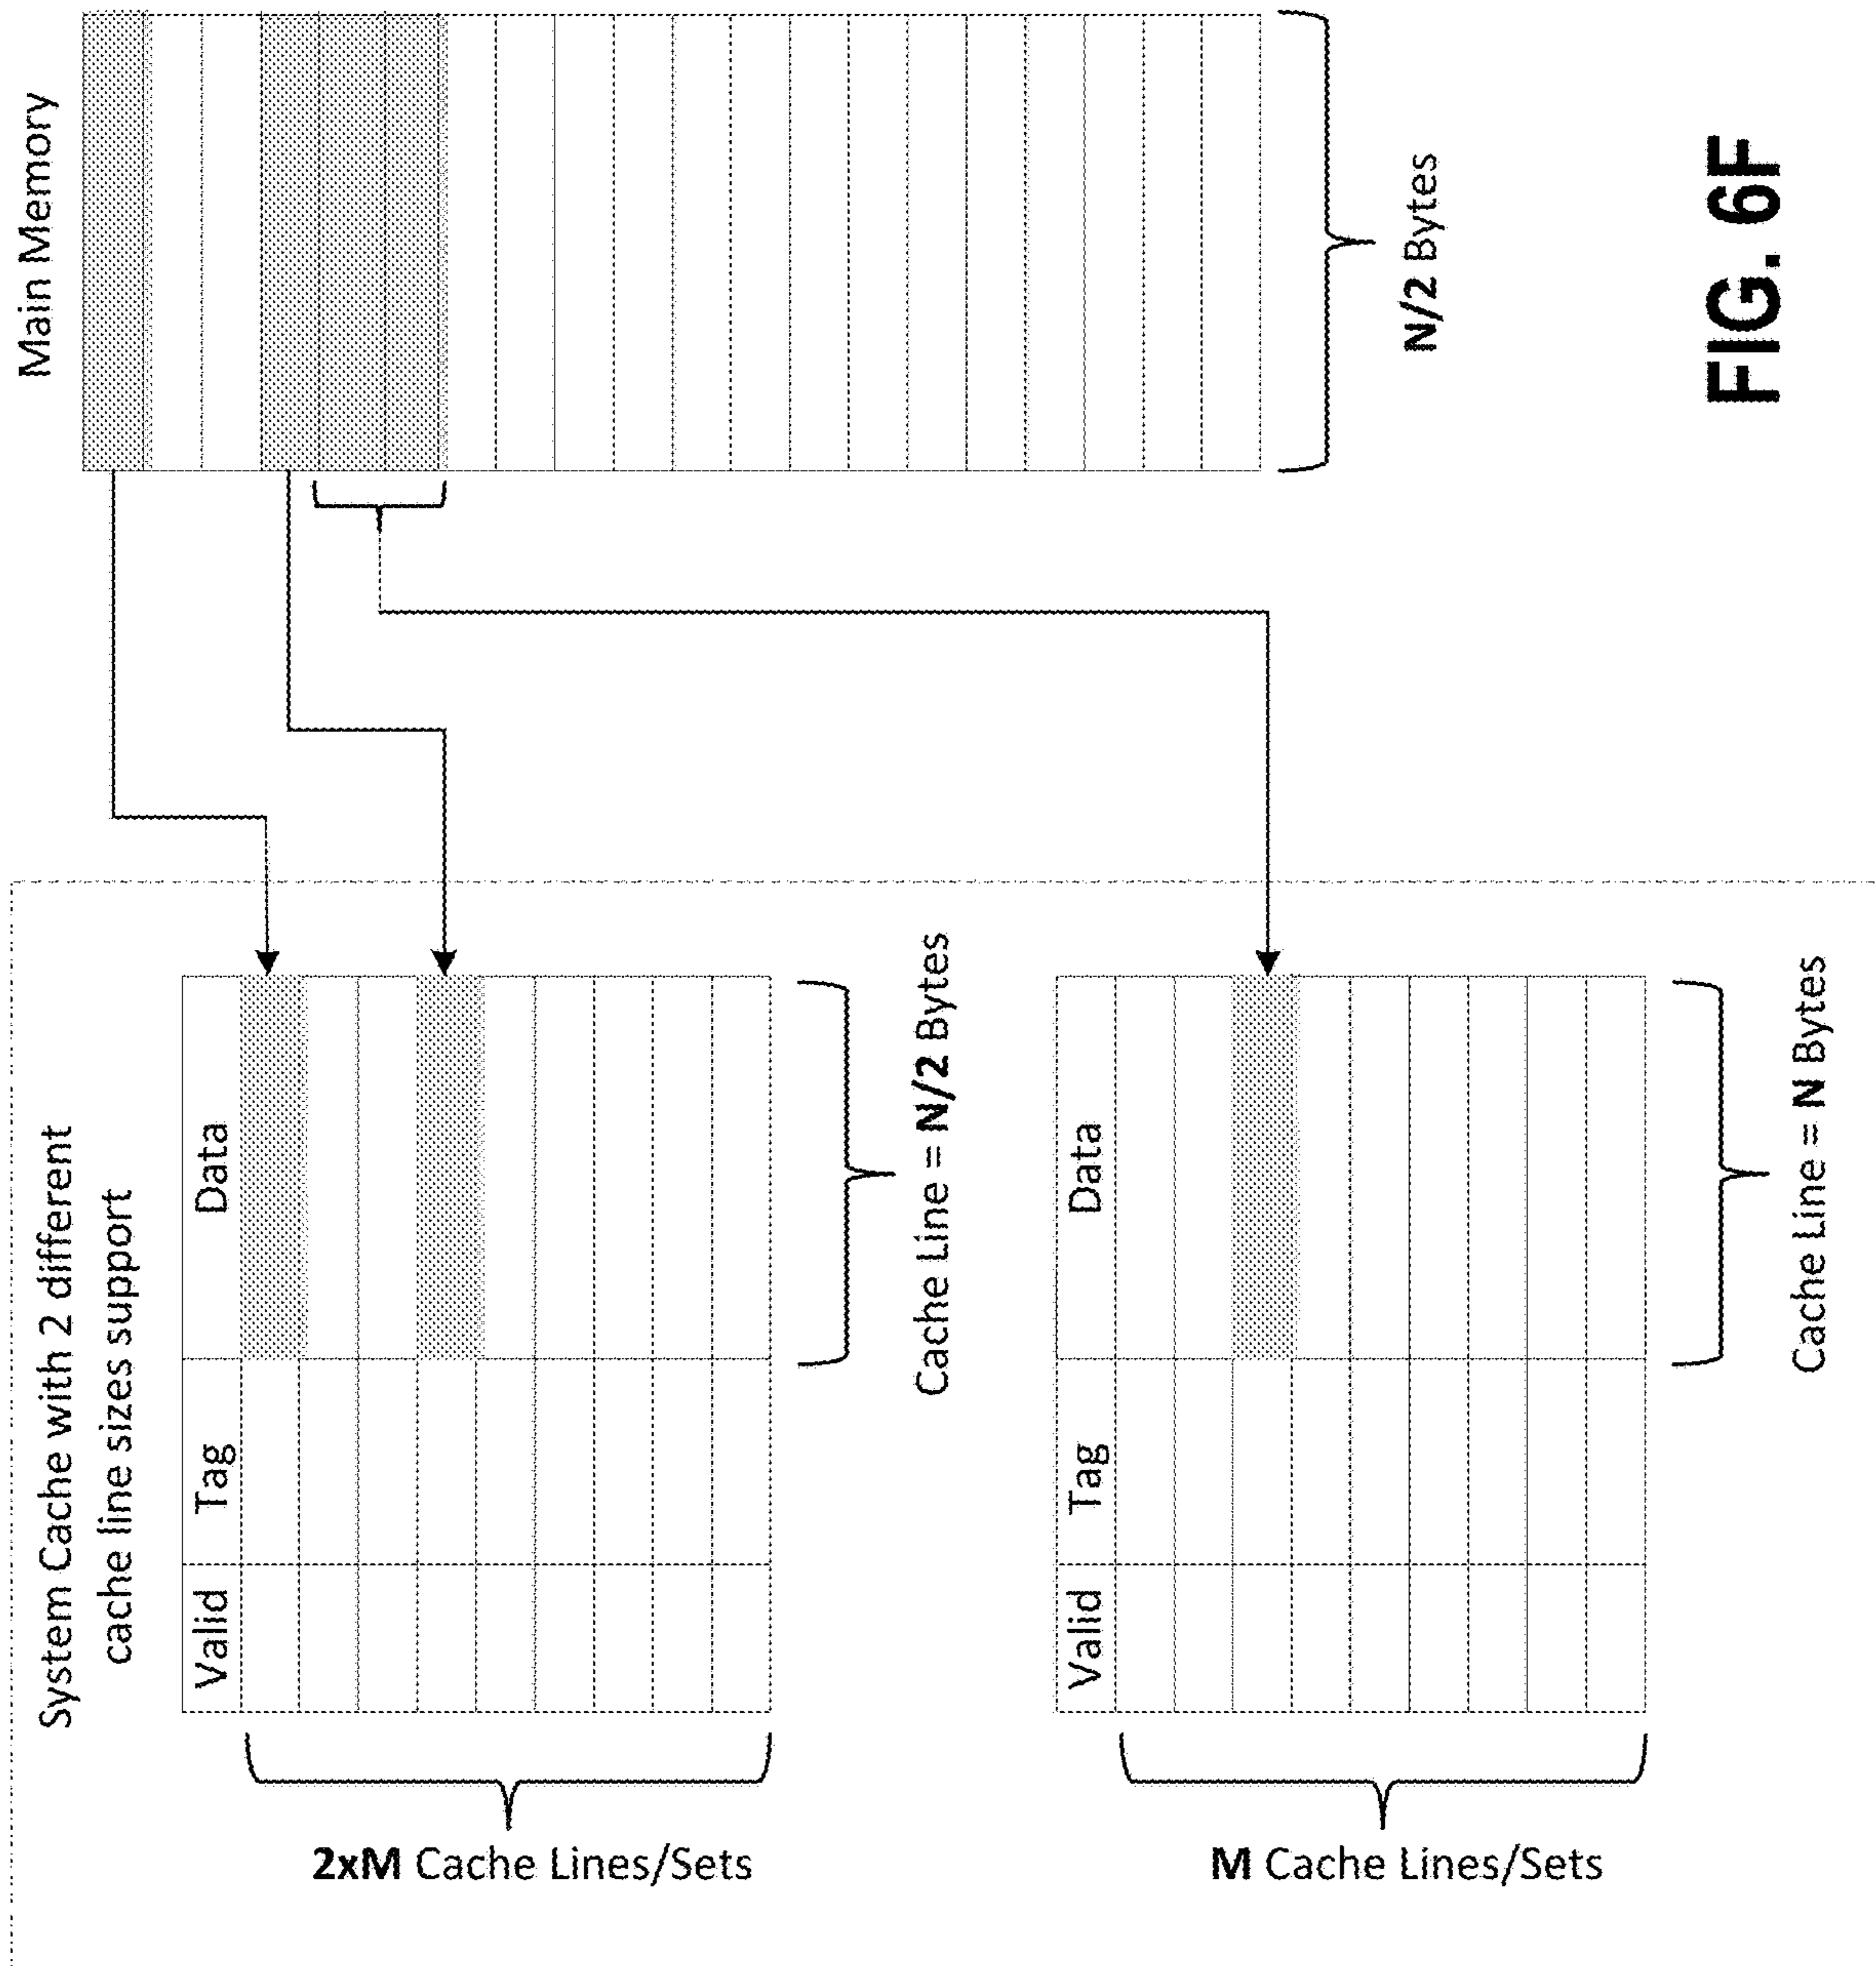 System Cache with 2 different
cache line sizes support
Valid
Tag
Data
2xM Cache Lines/Sets
Cache Line = N/2 Bytes
Valid
Tag
Data
M Cache Lines/Sets
Cache Line = N Bytes
Main Memory
N/2 Bytes
FIG. 6F